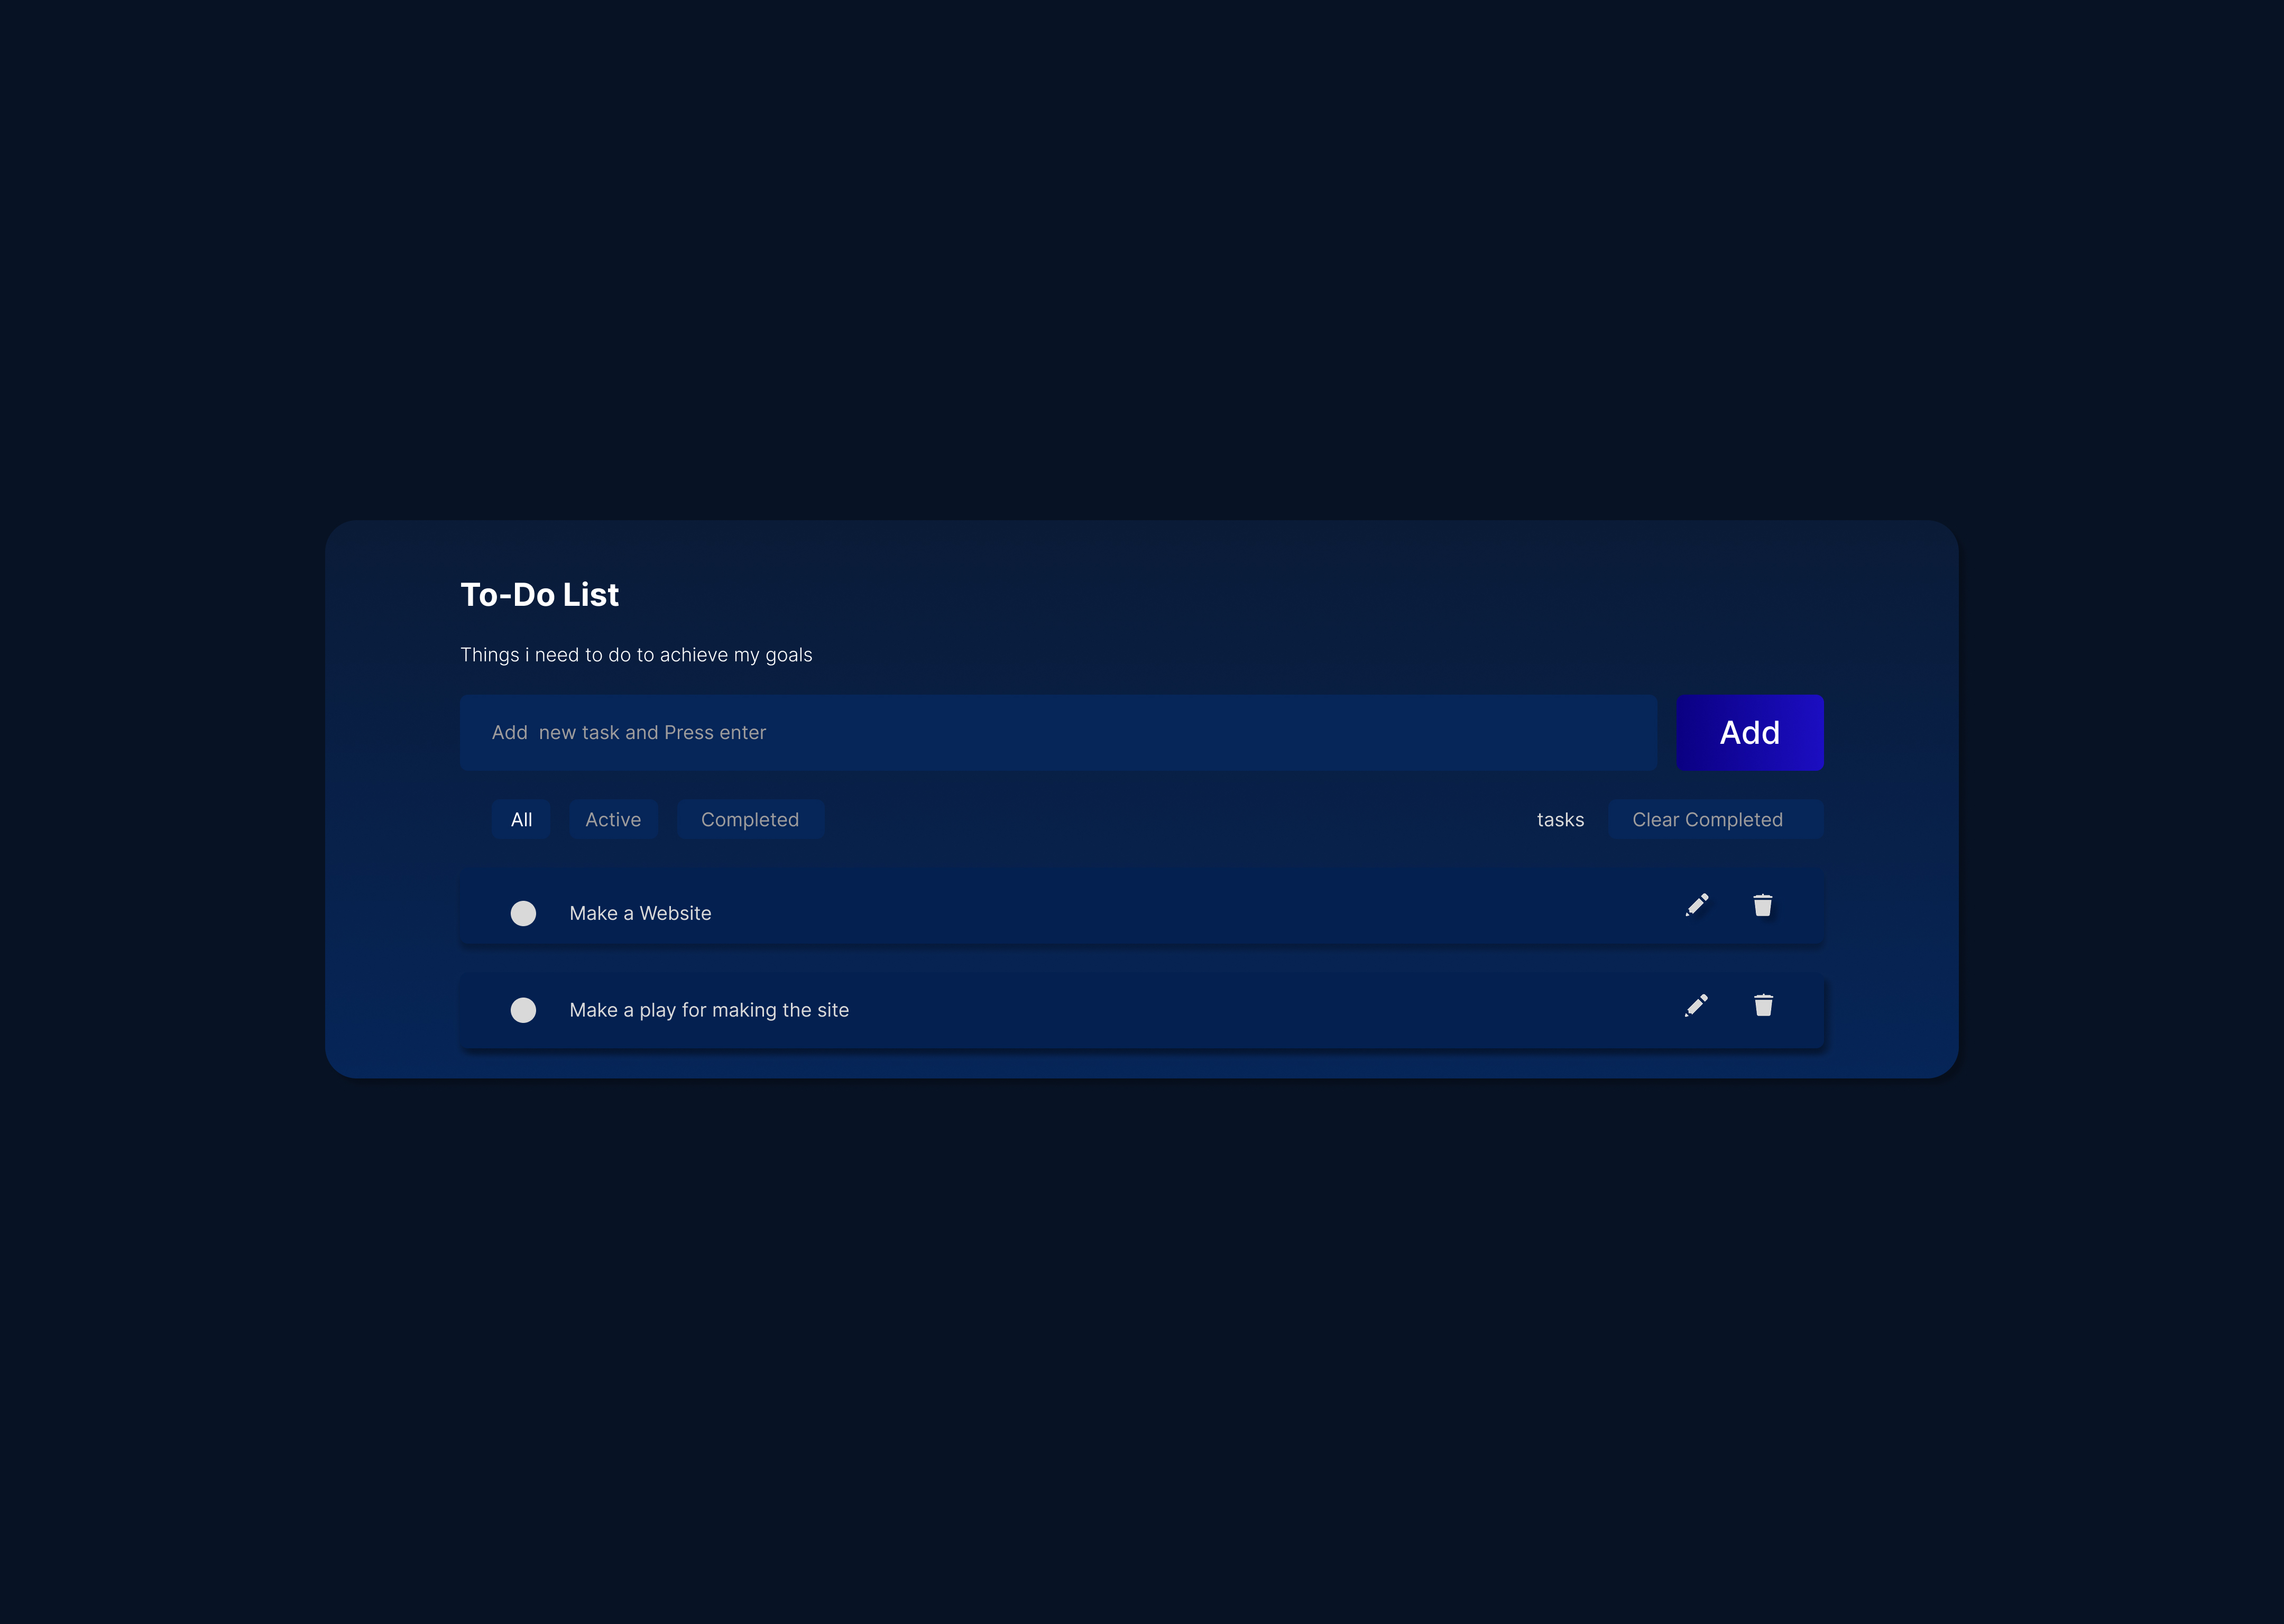 To-Do List
Things i need to do to achieve my goals
Add  new task and Press enter
Add
All
Active
Completed
tasks
Clear Completed
Make a Website
Make a play for making the site